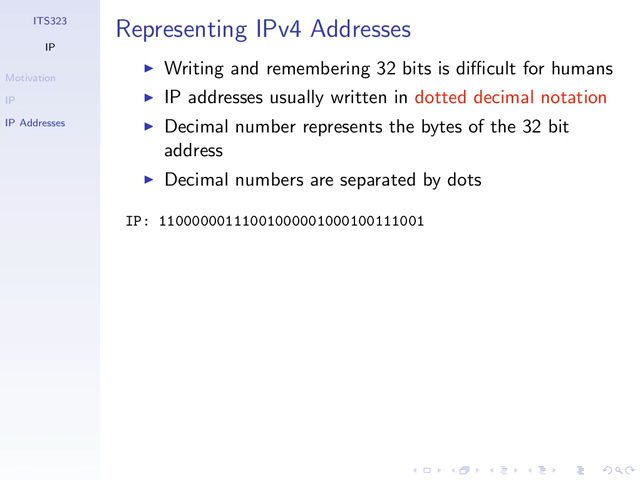 ITS323
IP
Motivation
IP
IP Addresses
Representing IPv4 Addresses
▶ Writing and remembering 32 bits is difficult for humans
▶ IP addresses usually written in dotted decimal notation
▶ Decimal number represents the bytes of the 32 bit
address
▶ Decimal numbers are separated by dots
IP: 11000000111001000001000100111001